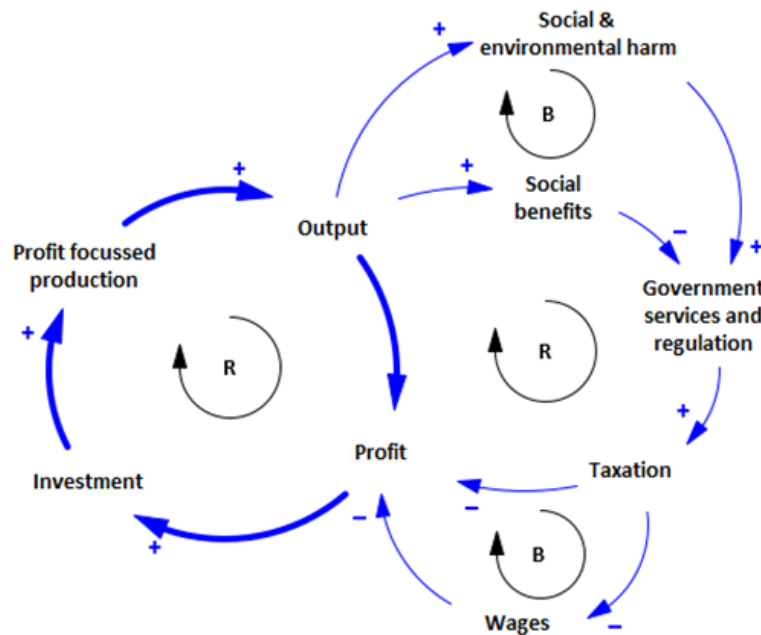 Social &
environmental harm
+
+
B
+
+
Social
benefits
−
+
Output
Profit focussed
production
Government
services and
regulation
+
R
R
+
Profit
Taxation
Investment
−
−
+
B
Wages
−